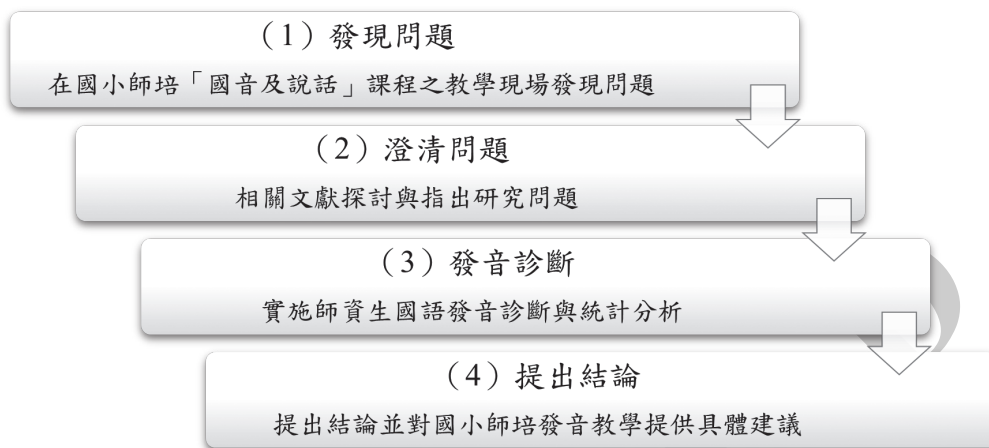 （1）發現問題
在國小師培「國音及說話」課程之教學現場發現問題
（2）澄清問題
相關文獻探討與指出研究問題
（3）發音診斷
實施師資生國語發音診斷與統計分析
（4）提出結論
提出結論並對國小師培發音教學提供具體建議